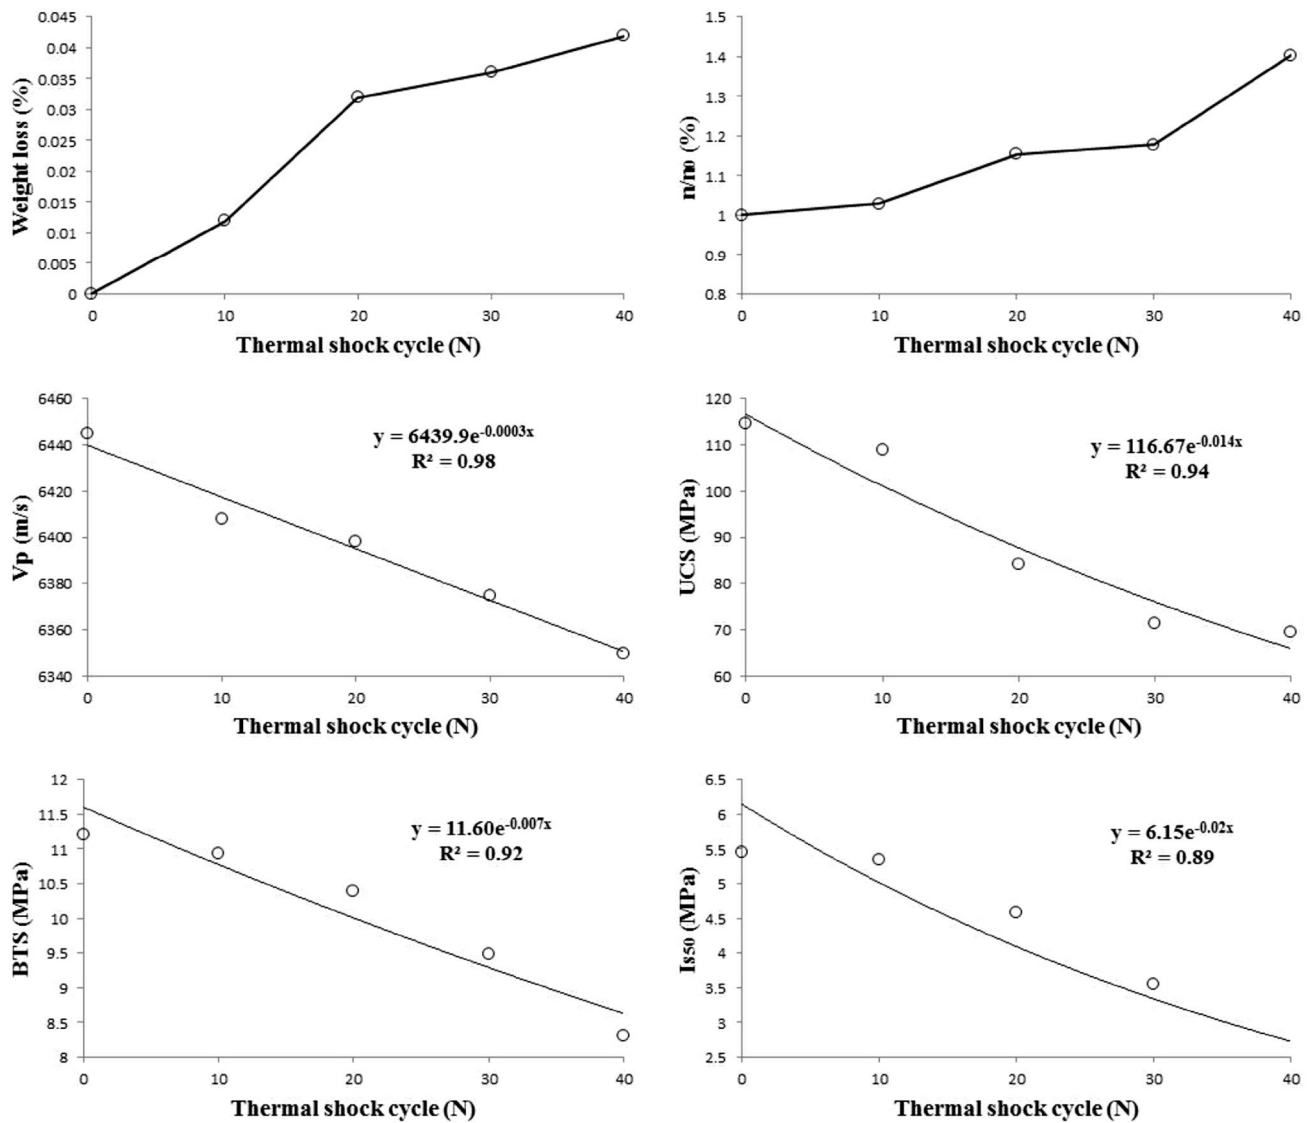 0.045
0.04
0.035
0.03
0.025
0.02
0.015
0.01
0.005
0
Weight loss (%)
0 10 20 30 40
Thermal shock cycle (N)
1.5
1.4
1.3
1.2
1.1
1
0.9
0.8
n/n0 (%)
0 10 20 30 40
Thermal shock cycle (N)
6460
6440
6420
6400
6380
6360
6340
Vp (m/s)
y = 6439.9e-0.0003x
R² = 0.98
0 10 20 30 40
Thermal shock cycle (N)
120
110
100
90
80
70
60
UCS (MPa)
y = 116.67e-0.014x
R² = 0.94
0 10 20 30 40
Thermal shock cycle (N)
12
11.5
11
10.5
10
9.5
9
8.5
8
BTS (MPa)
y = 11.60e-0.007x
R² = 0.92
0 10 20 30 40
Thermal shock cycle (N)
6.5
6
5.5
5
4.5
4
3.5
3
2.5
Is50 (MPa)
y = 6.15e-0.02x
R² = 0.89
0 10 20 30 40
Thermal shock cycle (N)